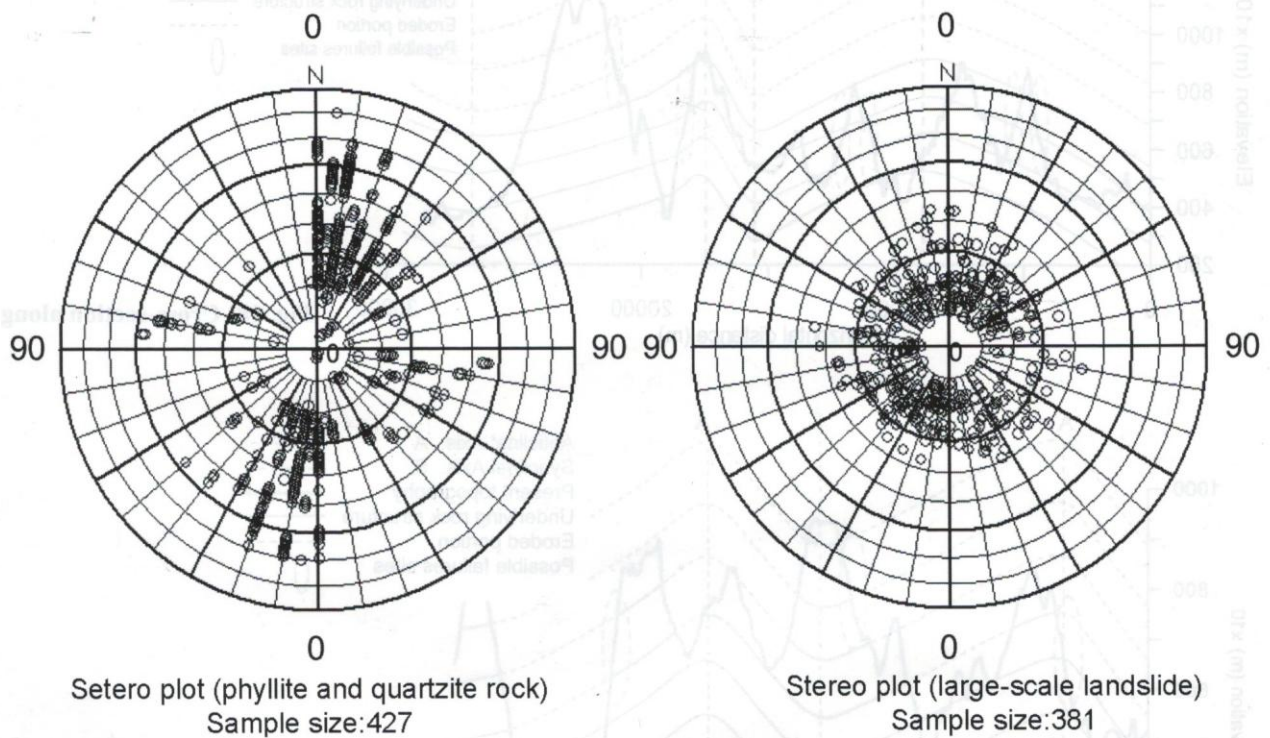 0
0
N
N
90
0
90
90
0
90
0
0
Setero plot (phyllite and quartzite rock)
Sample size:427
Stereo plot (large-scale landslide)
Sample size:381